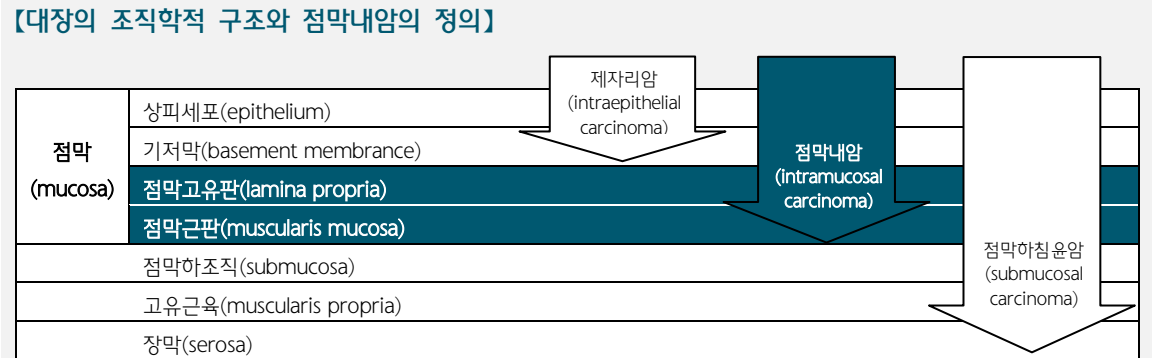 【대장의 조직학적 구조와 점막내암의 정의】
제자리암
(intraepithelial
carcinoma)
점막내암
(intramucosal
carcinoma)
점막하침윤암
(submucosal
carcinoma)
점막
(mucosa)
상피세포(epithelium)
기저막(basement membrance)
점막고유판(lamina propria)
점막근판(muscularis mucosa)
점막하조직(submucosa)
고유근육(muscularis propria)
장막(serosa)